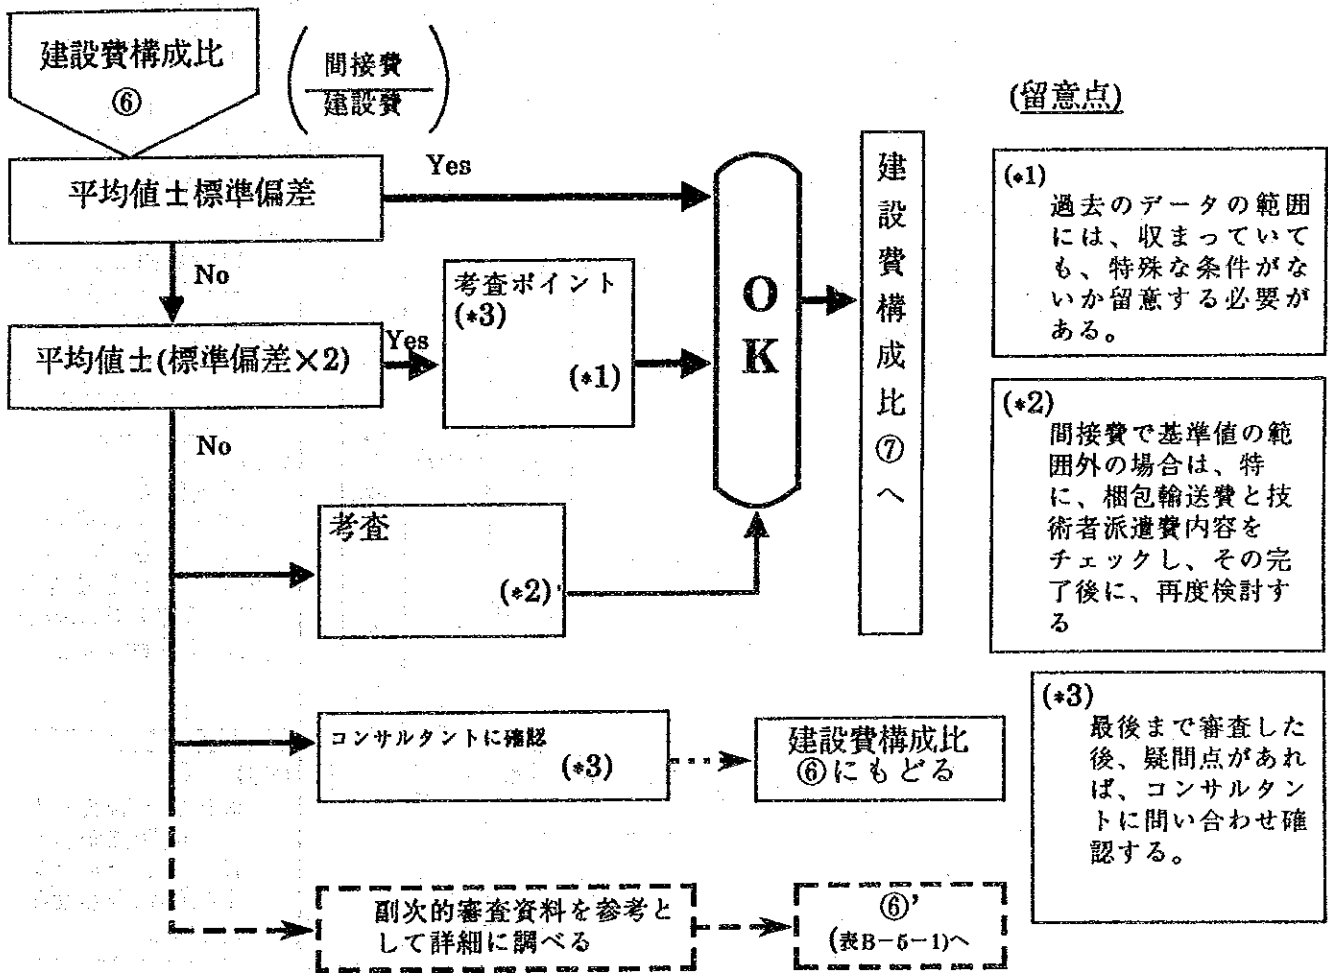 建設費構成比
⑥
間接費
建設費
平均値±標準偏差
Yes
No
平均値±(標準偏差×2)
Yes
考査ポイント
(*3)
(*1)
No
考査
(*2)
コンサルタントに確認
(*3)
建設費構成比
⑥にもどる
副次的審査資料を参考と
して詳細に調べる
⑥’
(表B-5-1)へ
OK
建設費構成比⑦へ
(留意点)
(*1)
過去のデータの範囲
には、収まっていて
も、特殊な条件がな
いか留意する必要が
ある。
(*2)
間接費で基準値の範
囲外の場合は、特
に、梱包輸送費と技
術者派遣費内容を
チェックし、その完
了後に、再度検討す
る
(*3)
最後まで審査した
後、疑問点があれ
ば、コンサルタン
トに問い合わせ確
認する。